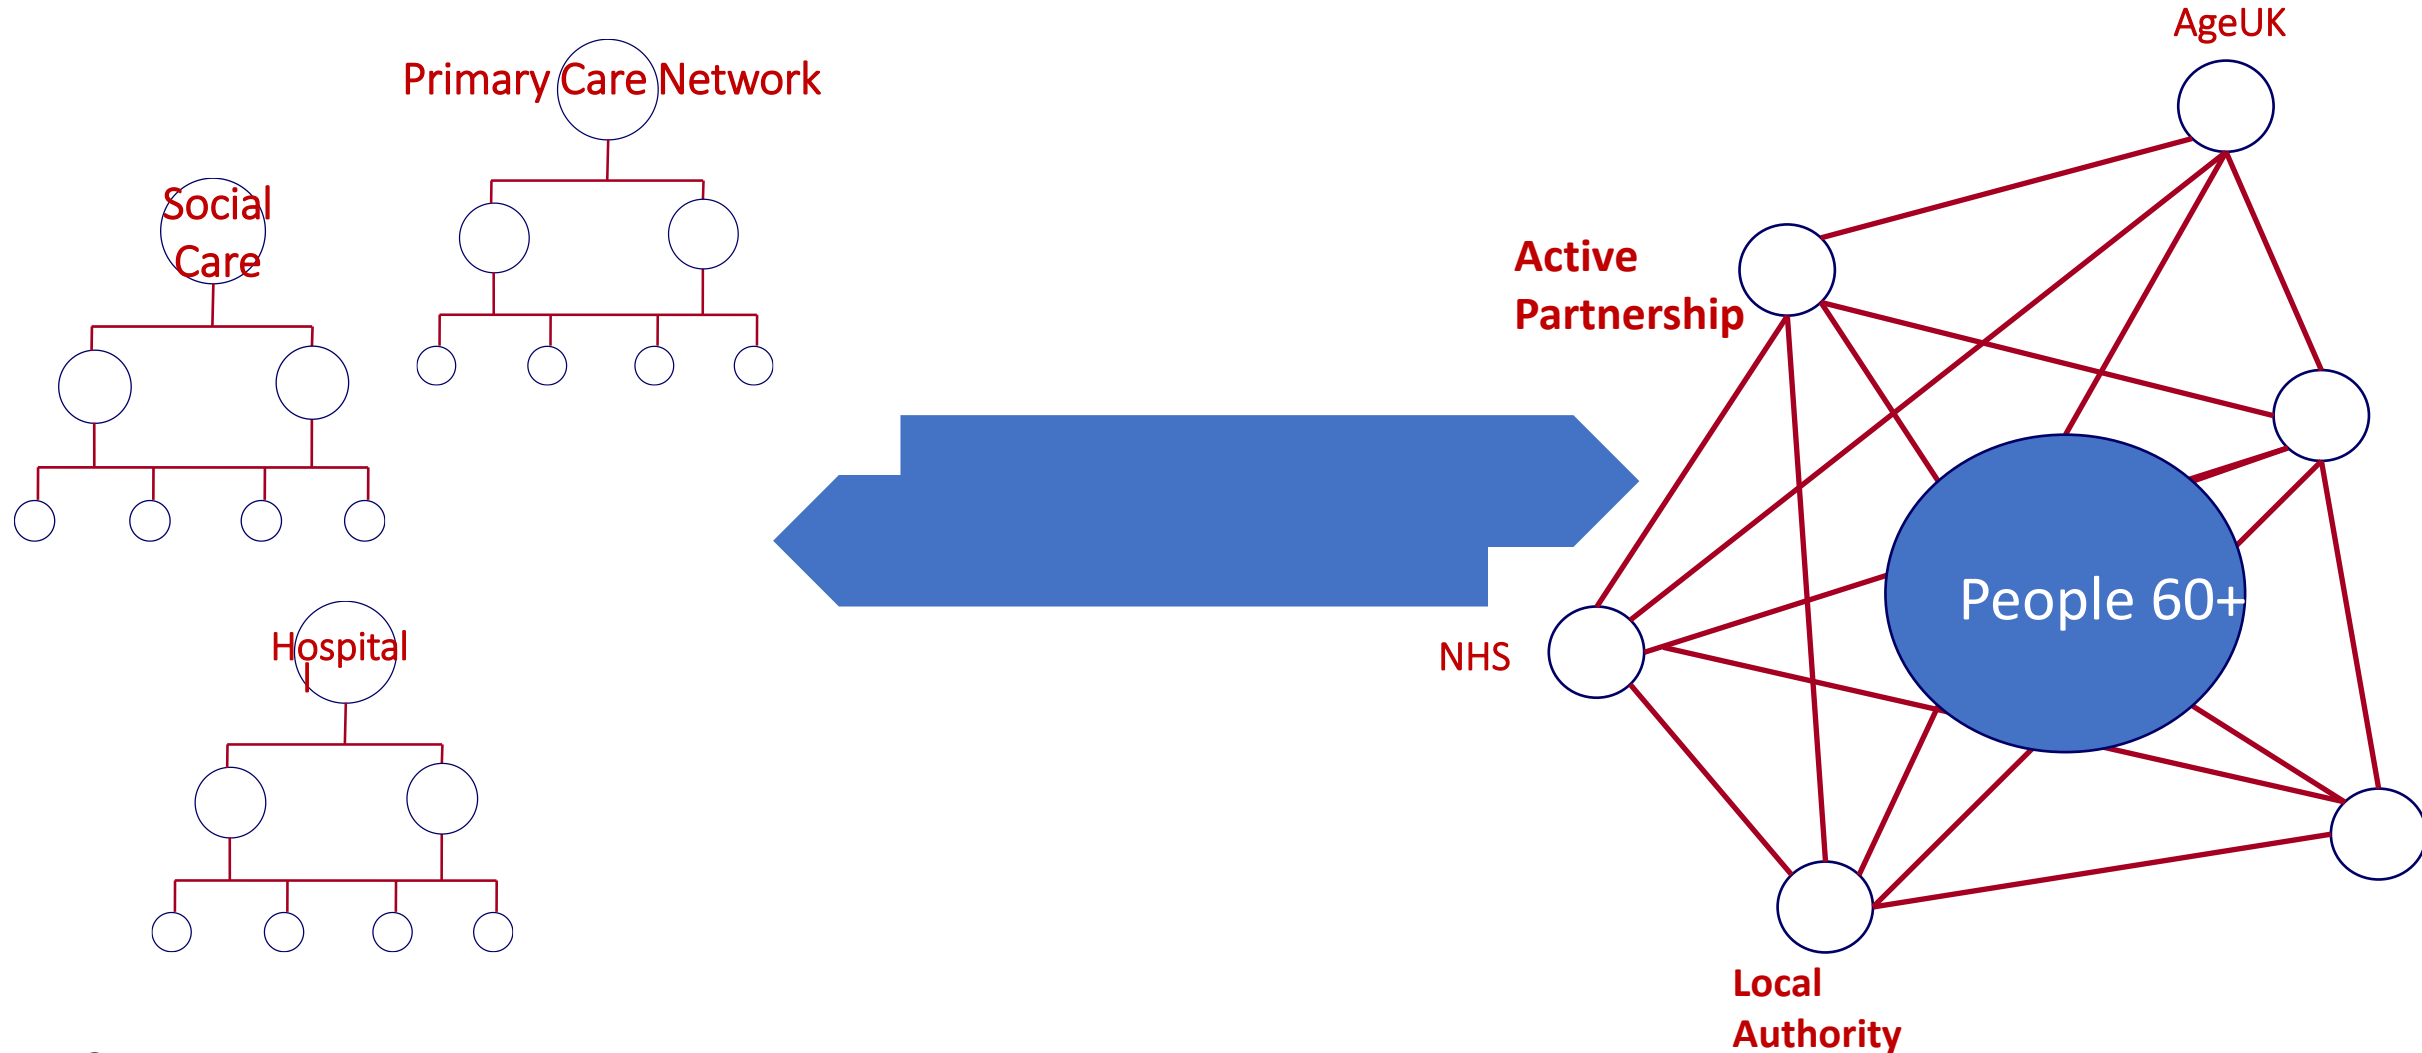 Primary Care Network
Social
Care
Hospital
l
AgeUK
Active
Partnership
People 60+
NHS
Local
Authority